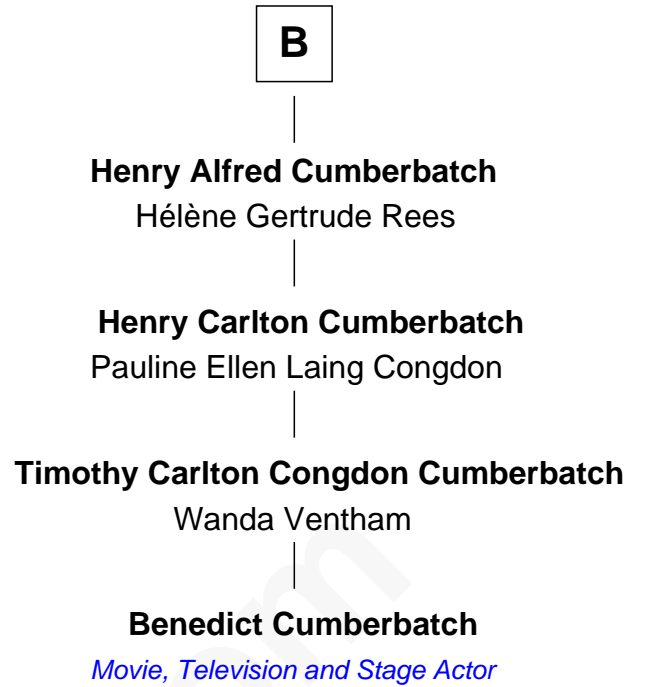 B
Henry Alfred Cumberbatch
Hélène Gertrude Rees
Henry Carlton Cumberbatch
Pauline Ellen Laing Congdon
Timothy Carlton Congdon Cumberbatch
Wanda Ventham
Benedict Cumberbatch
Movie, Television and Stage Actor